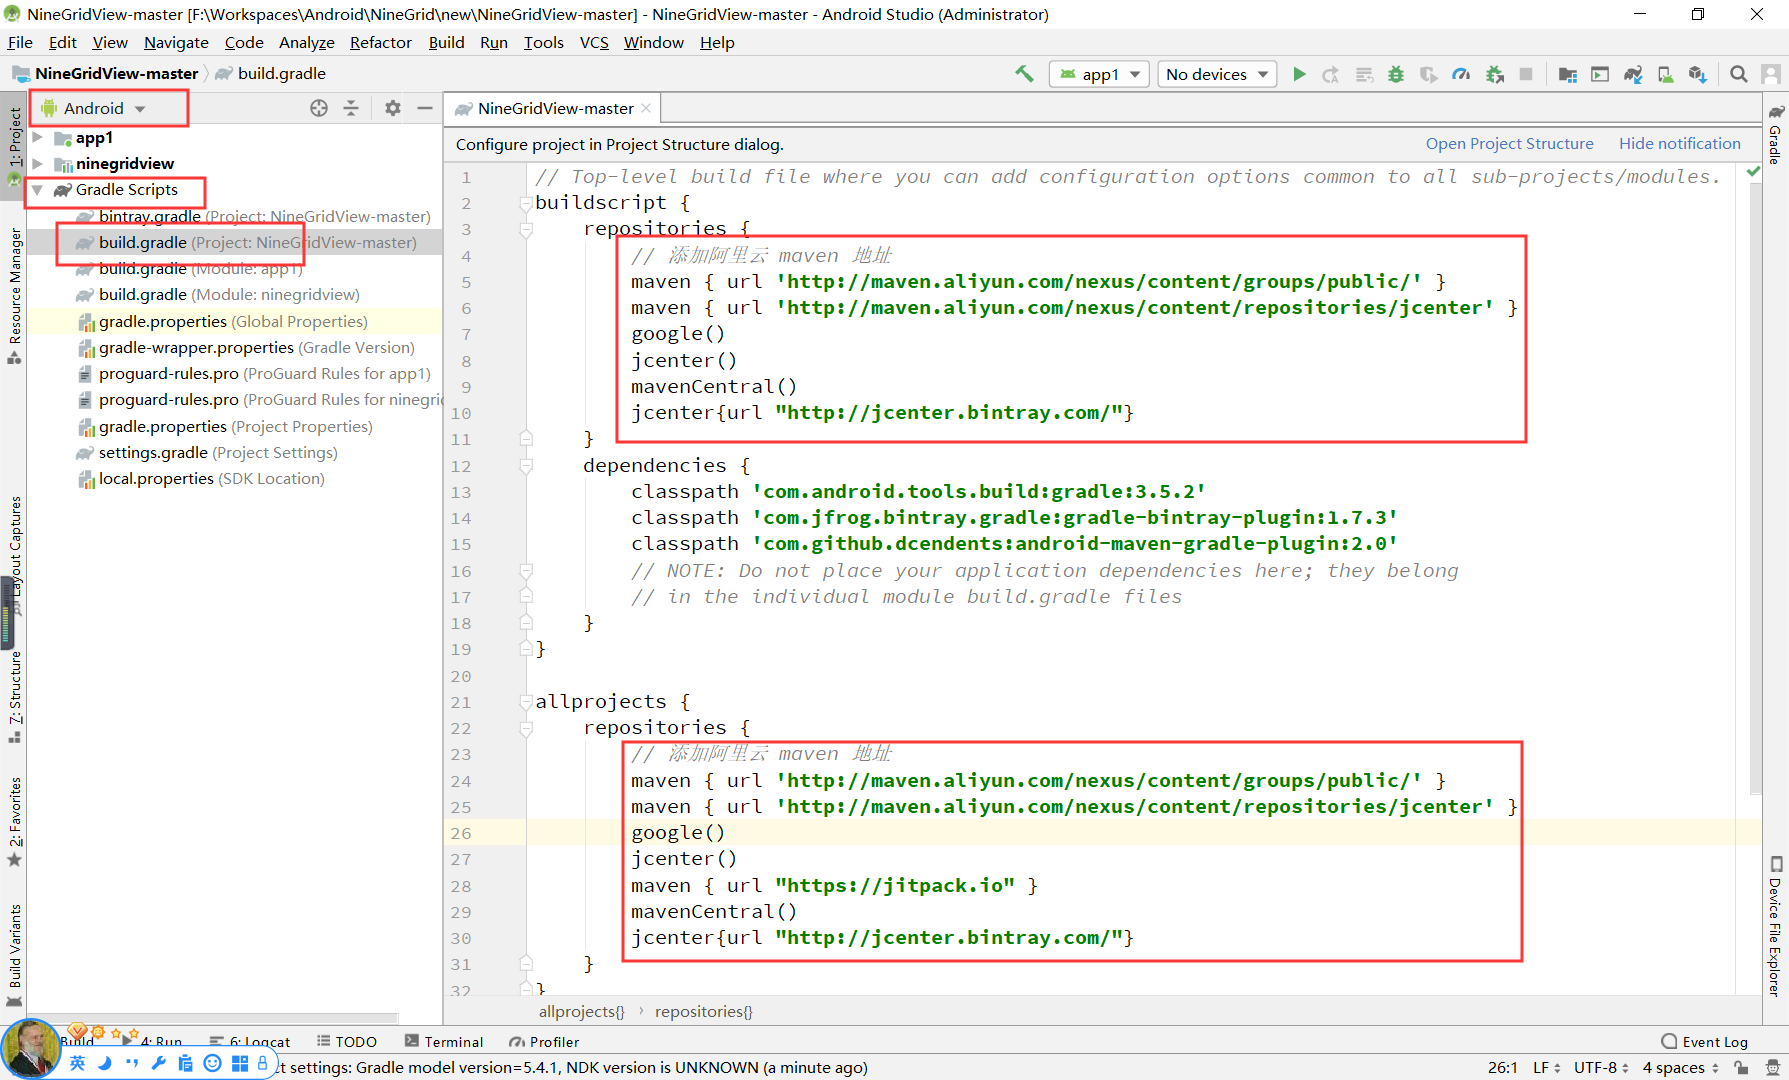 NineGridView-master [F:\Workspaces\Android\NineGrid\new\NineGridView-master] - NineGridView-master - Android Studio (Administrator)
File Edit View Navigate Code Analyze Refactor Build Run Tools VCS Window Help
NineGridView-master build.gradle app1 No devices
Android
NineGridView-master
1: Project
Resource Manager
Layout Captures
7: Structure
2: Favorites
Build Variants
app1
ninegridview
Gradle Scripts
bintray.gradle (Project: NineGridView-master)
build.gradle (Project: NineGridView-master)
build.gradle (Module: app1)
build.gradle (Module: ninegridview)
gradle.properties (Global Properties)
gradle-wrapper.properties (Gradle Version)
proguard-rules.pro (ProGuard Rules for app1)
proguard-rules.pro (ProGuard Rules for ninegri
gradle.properties (Project Properties)
settings.gradle (Project Settings)
local.properties (SDK Location)
Configure project in Project Structure dialog. Open Project Structure Hide notification
1 // Top-level build file where you can add configuration options common to all sub-projects/modules.
2 buildscript {
3 repositories {
4 // 添加阿里云 maven 地址
5 maven { url 'http://maven.aliyun.com/nexus/content/groups/public/' }
6 maven { url 'http://maven.aliyun.com/nexus/content/repositories/jcenter' }
7 google()
8 jcenter()
9 mavenCentral()
10 jcenter{url "http://jcenter.bintray.com/"}
11 }
12 dependencies {
13 classpath 'com.android.tools.build:gradle:3.5.2'
14 classpath 'com.jfrog.bintray.gradle:gradle-bintray-plugin:1.7.3'
15 classpath 'com.github.dcendents:android-maven-gradle-plugin:2.0'
16 // NOTE: Do not place your application dependencies here; they belong
17 // in the individual module build.gradle files
18 }
19 }
20
21 allprojects {
22 repositories {
23 // 添加阿里云 maven 地址
24 maven { url 'http://maven.aliyun.com/nexus/content/groups/public/' }
25 maven { url 'http://maven.aliyun.com/nexus/content/repositories/jcenter' }
26 google()
27 jcenter()
28 maven { url "https://jitpack.io" }
29 mavenCentral()
30 jcenter{url "http://jcenter.bintray.com/"}
31 }
32 }
allprojects{} › repositories{}
Gradle
Device File Explorer
Build 4: Run 6: Logcat TODO Terminal Profiler Event Log
英
ct settings: Gradle model version=5.4.1, NDK version is UNKNOWN (a minute ago) 26:1 LF UTF-8 4 spaces